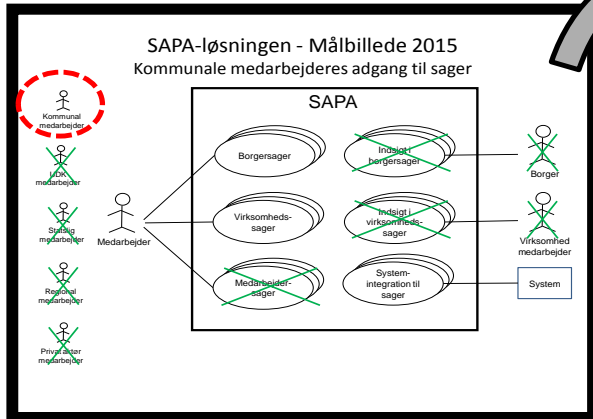 SAPA-løsningen - Målbillede 2015
Kommunale medarbejderes adgang til sager
Kommunal
medarbejder
UDK
medarbejder
Statslig
medarbejder
Regional
medarbejder
Privat aktør
medarbejder
Medarbejder
SAPA
Borgersager
Virksomheds-
sager
Medarbejder-
sager
Indsigt i
borgersager
Indsigt i
virksomheds-
sager
System-
integration til
sager
Borger
Virksomhed
medarbejder
System